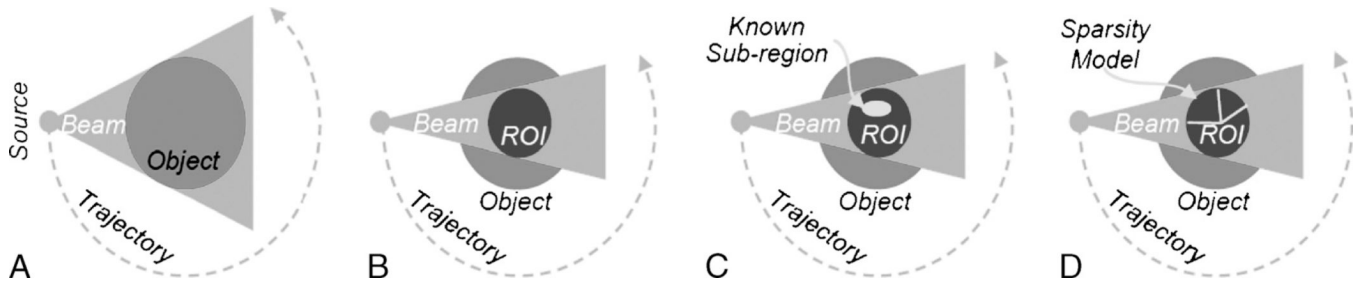 Source
Beam
Object
Trajectory
A
Beam
ROI
Object
Trajectory
B
Known
Sub-region
Beam
ROI
Object
Trajectory
C
Sparsity
Model
Beam
ROI
Object
Trajectory
D